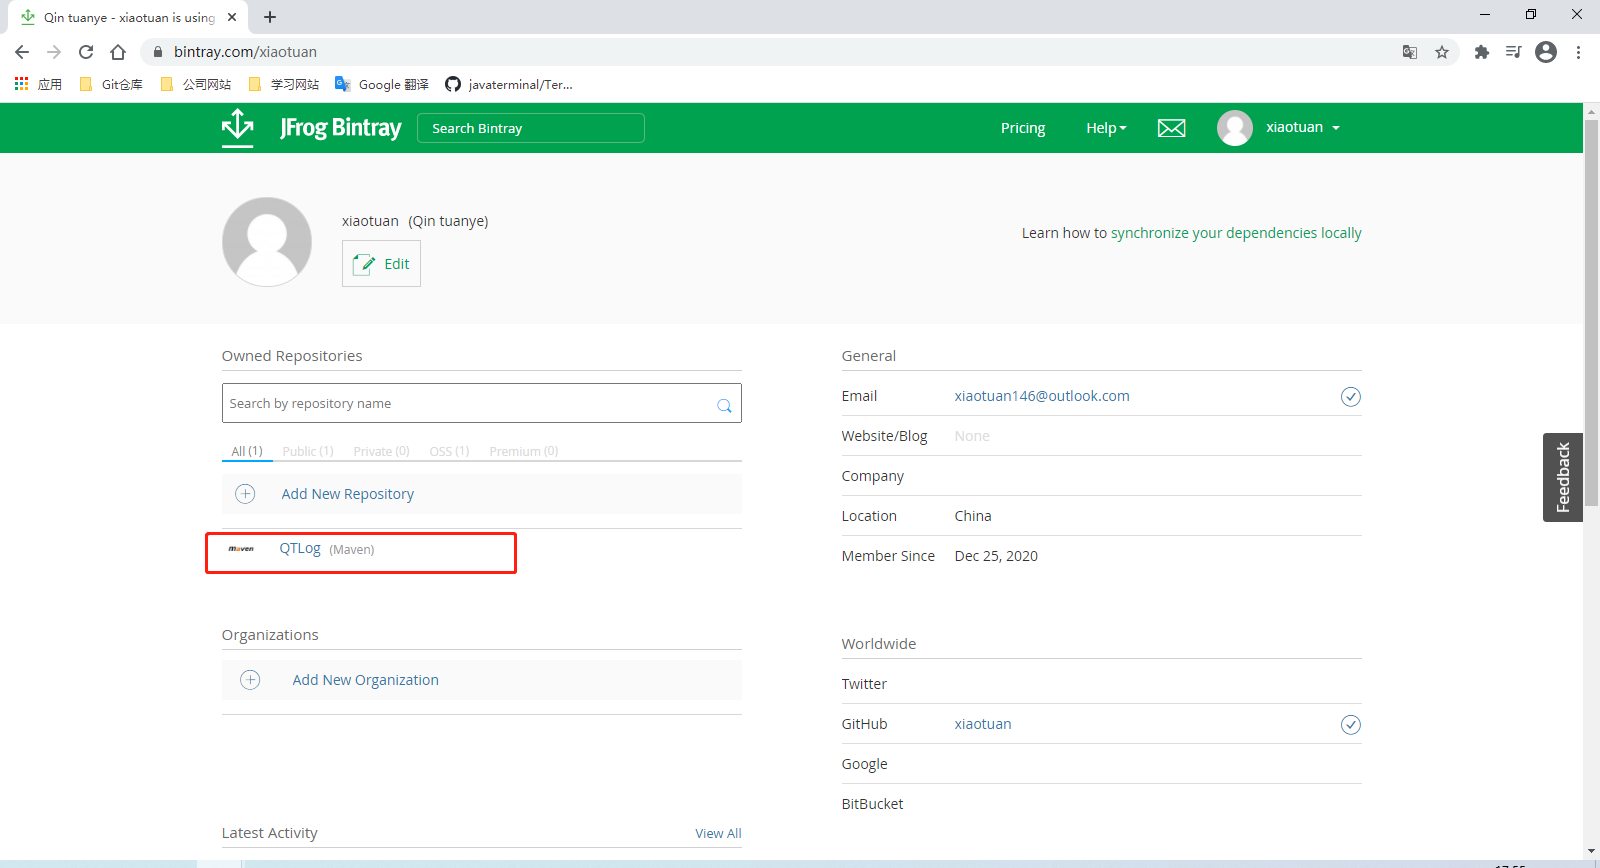 Qin tuanye - xiaotuan is using
bintray.com/xiaotuan
应用 Git仓库 公司网站 学习网站 Google 翻译 javaterminal/Ter...
JFrog Bintray Search Bintray Pricing Help xiaotuan
xiaotuan (Qin tuanye)
Learn how to synchronize your dependencies locally
Edit
Owned Repositories
Search by repository name
All (1) Public (1) Private (0) OSS (1) Premium (0)
Add New Repository
maven QTLog (Maven)
Organizations
Add New Organization
Latest Activity View All
General
Email xiaotuan146@outlook.com
Website/Blog None
Company
Location China
Member Since Dec 25, 2020
Worldwide
Twitter
GitHub xiaotuan
Google
BitBucket
Feedback